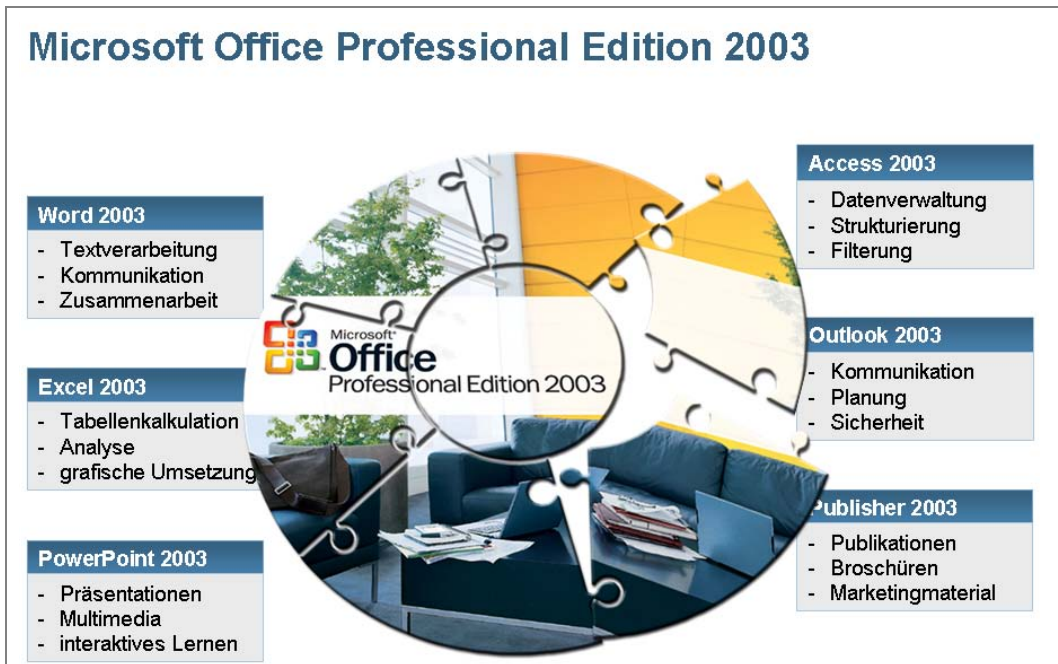 Microsoft Office Professional Edition 2003
Word 2003
- Textverarbeitung
- Kommunikation
- Zusammenarbeit
Excel 2003
- Tabellenkalkulation
- Analyse
- grafische Umsetzung
PowerPoint 2003
- Präsentationen
- Multimedia
- interaktives Lernen
Microsoft®
Office
Professional Edition 2003
Access 2003
- Datenverwaltung
- Strukturierung
- Filterung
Outlook 2003
- Kommunikation
- Planung
- Sicherheit
Publisher 2003
- Publikationen
- Broschüren
- Marketingmaterial